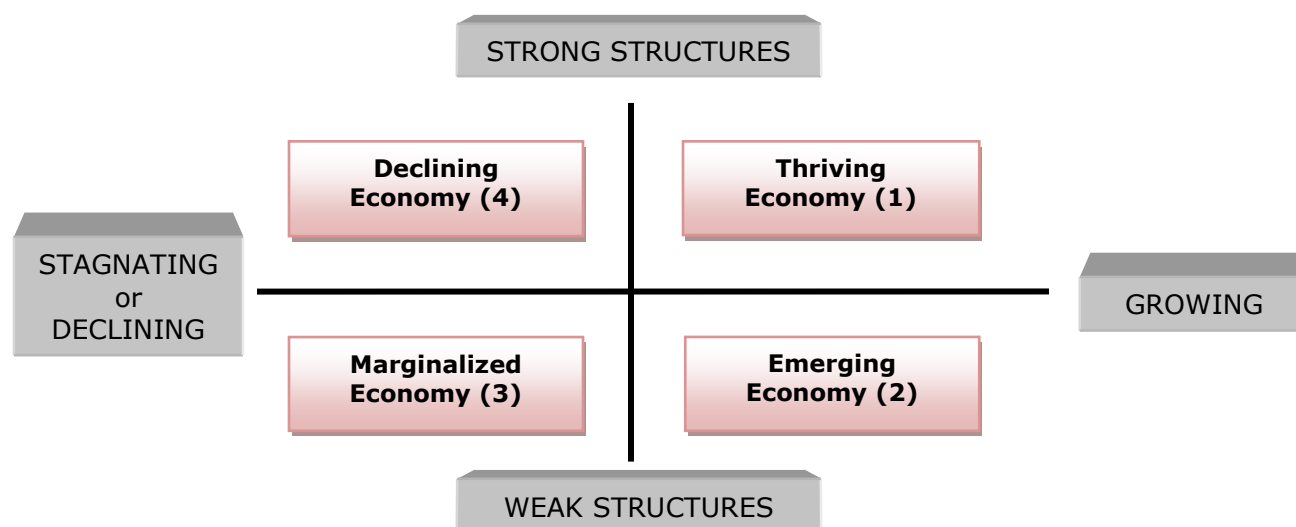 STRONG STRUCTURES
Declining
Economy (4)
Thriving
Economy (1)
STAGNATING
or
DECLINING
GROWING
Marginalized
Economy (3)
Emerging
Economy (2)
WEAK STRUCTURES